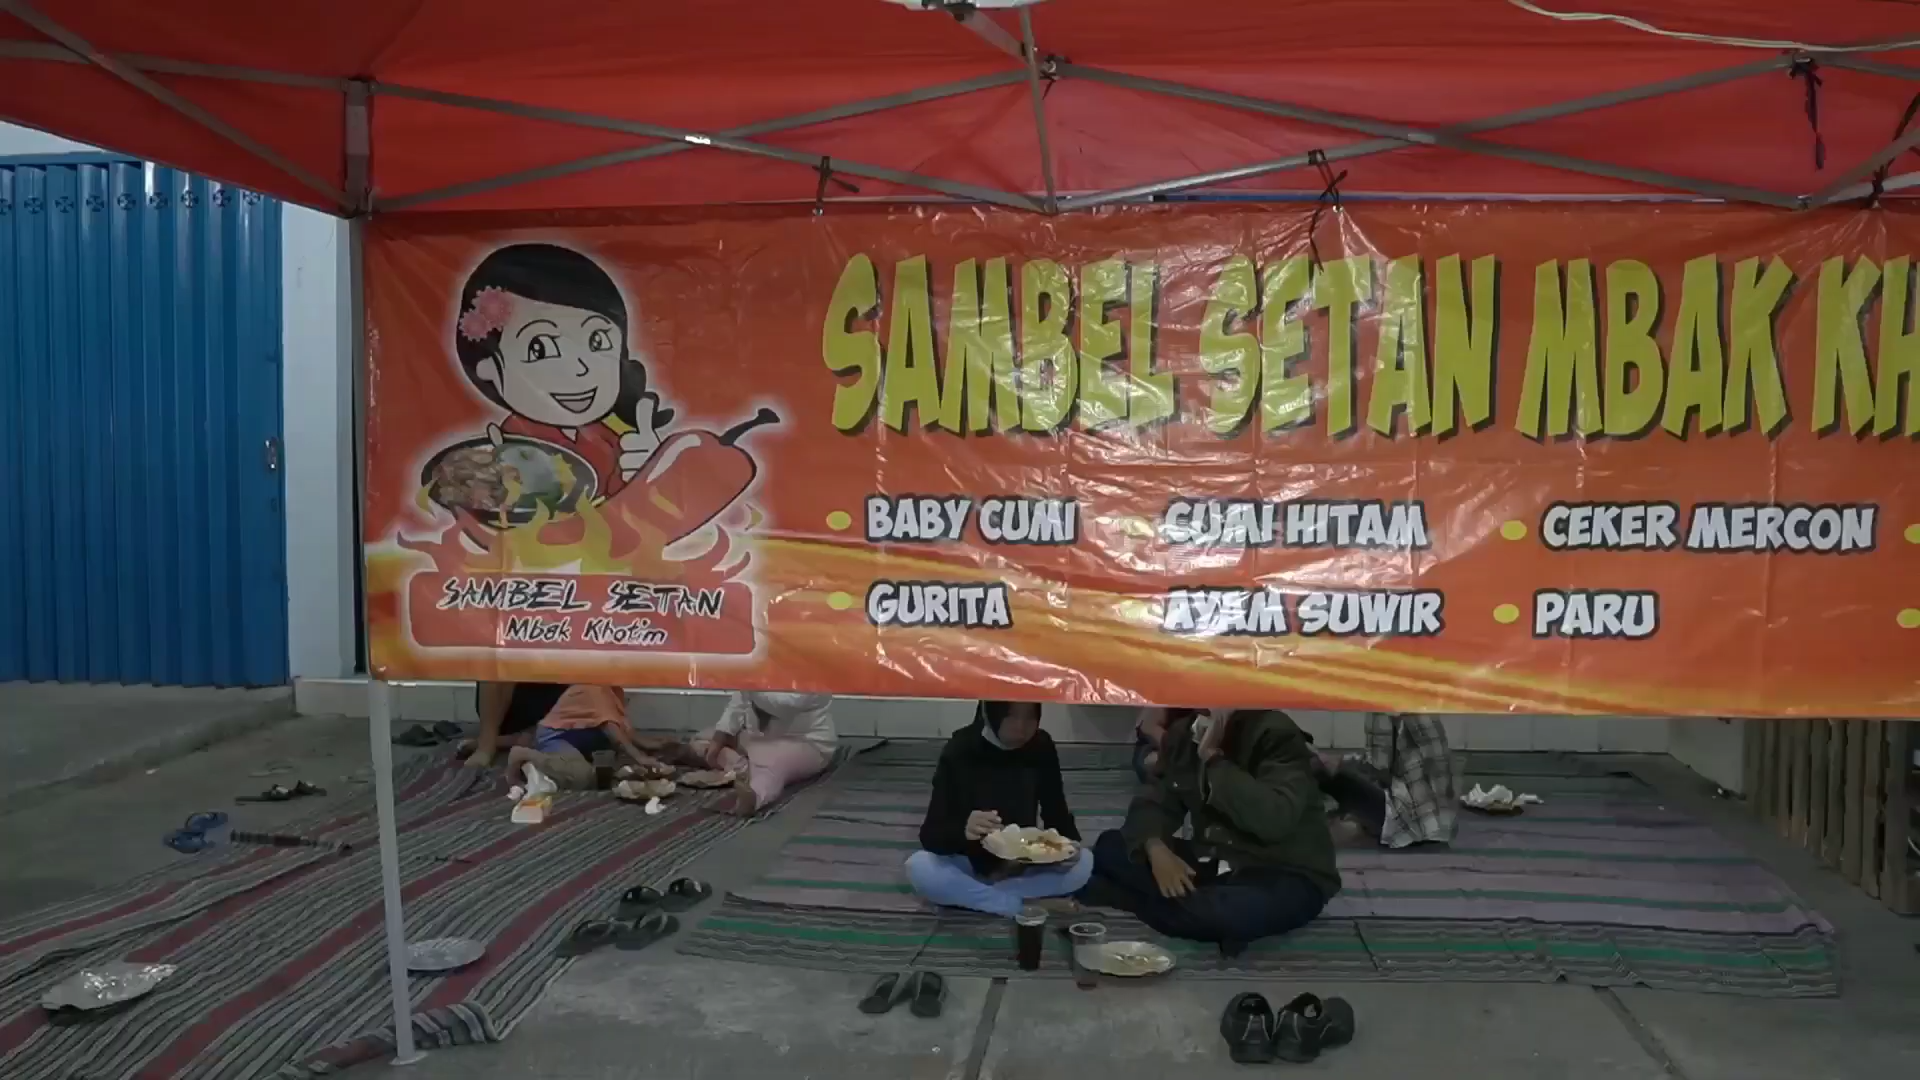 SAMBEL SETAN MBAK KH
BABY CUMI
CUMI HITAM
CEKER MERCON
GURITA
AYAM SUWIR
PARU
SAMBEL SETAN
Mbak Khotim